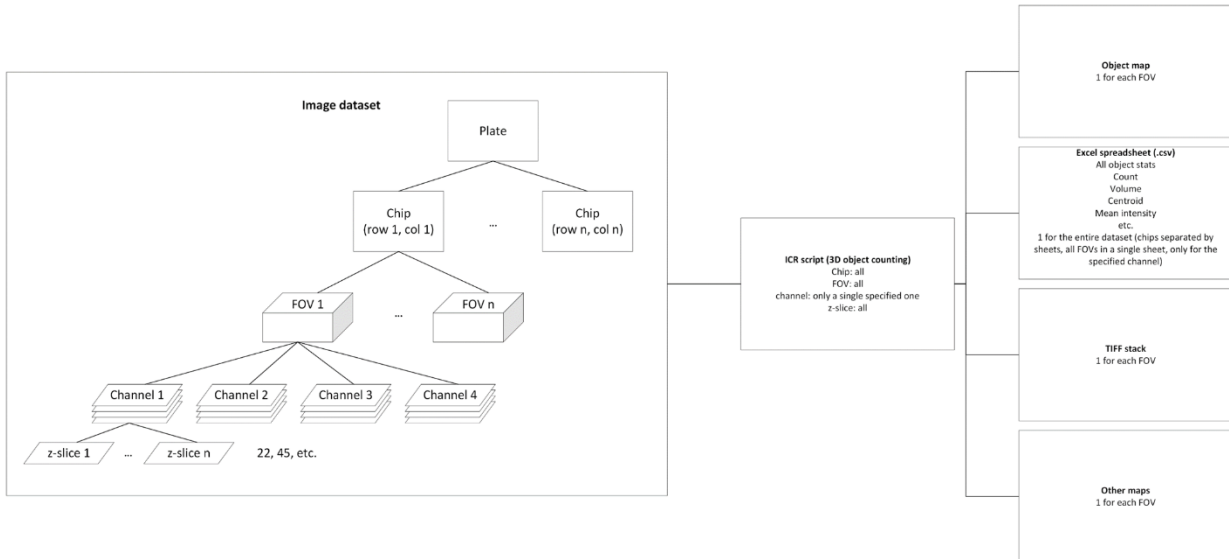 Image dataset
Plate
Chip
(row 1, col 1)
...
Chip
(row n, col n)
FOV 1
...
FOV n
Channel 1
Channel 2
Channel 3
Channel 4
z-slice 1
...
z-slice n
22, 45, etc.
ICR script (3D object counting)
Chip: all
FOV: all
channel: only a single specified one
z-slice: all
Object map
1 for each FOV
Excel spreadsheet (.csv)
All object stats
Count
Volume
Centroid
Mean intensity
etc.
1 for the entire dataset (chips separated by
sheets, all FOVs in a single sheet, only for the
specified channel)
TIFF stack
1 for each FOV
Other maps
1 for each FOV